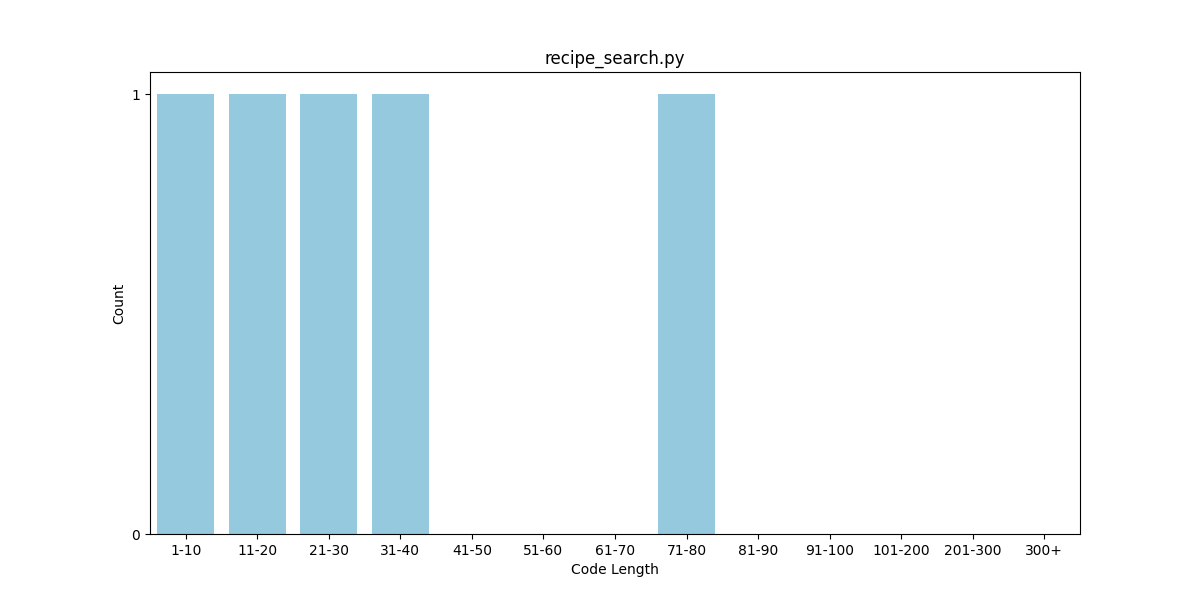 recipe_search.py
1
Count
0
1-10 11-20 21-30 31-40 41-50 51-60 61-70 71-80 81-90 91-100 101-200 201-300 300+
Code Length